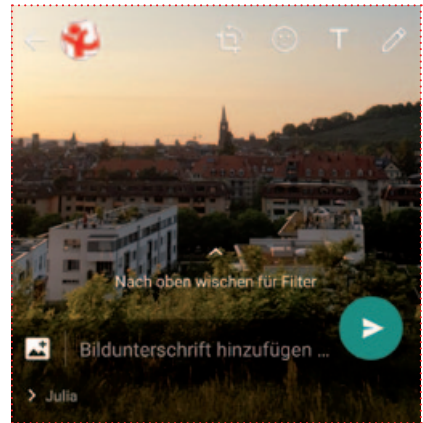 T
Nach oben wischen für Filter
Bildunterschrift hinzufügen ...
Julia